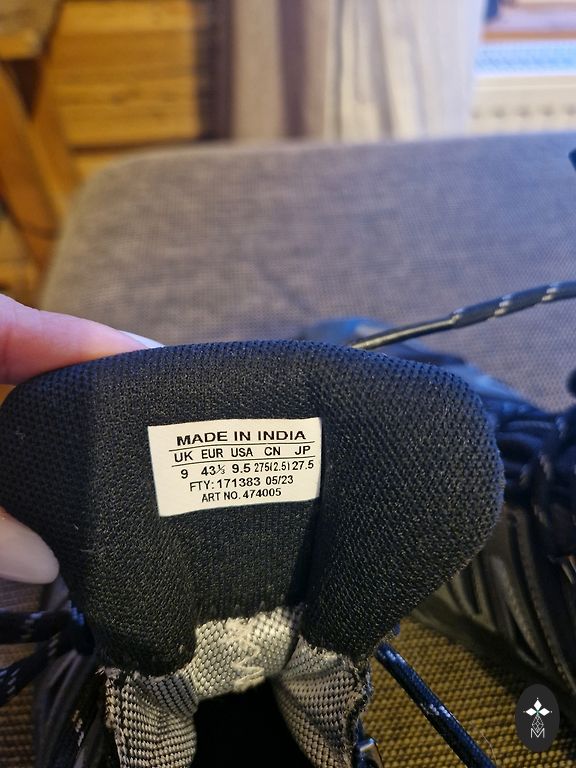 MADE IN INDIA
UK EUR USA CN JP
9 43⅓ 9.5 275(2.5) 27.5
FTY: 171383 05/23
ART NO. 474005
M